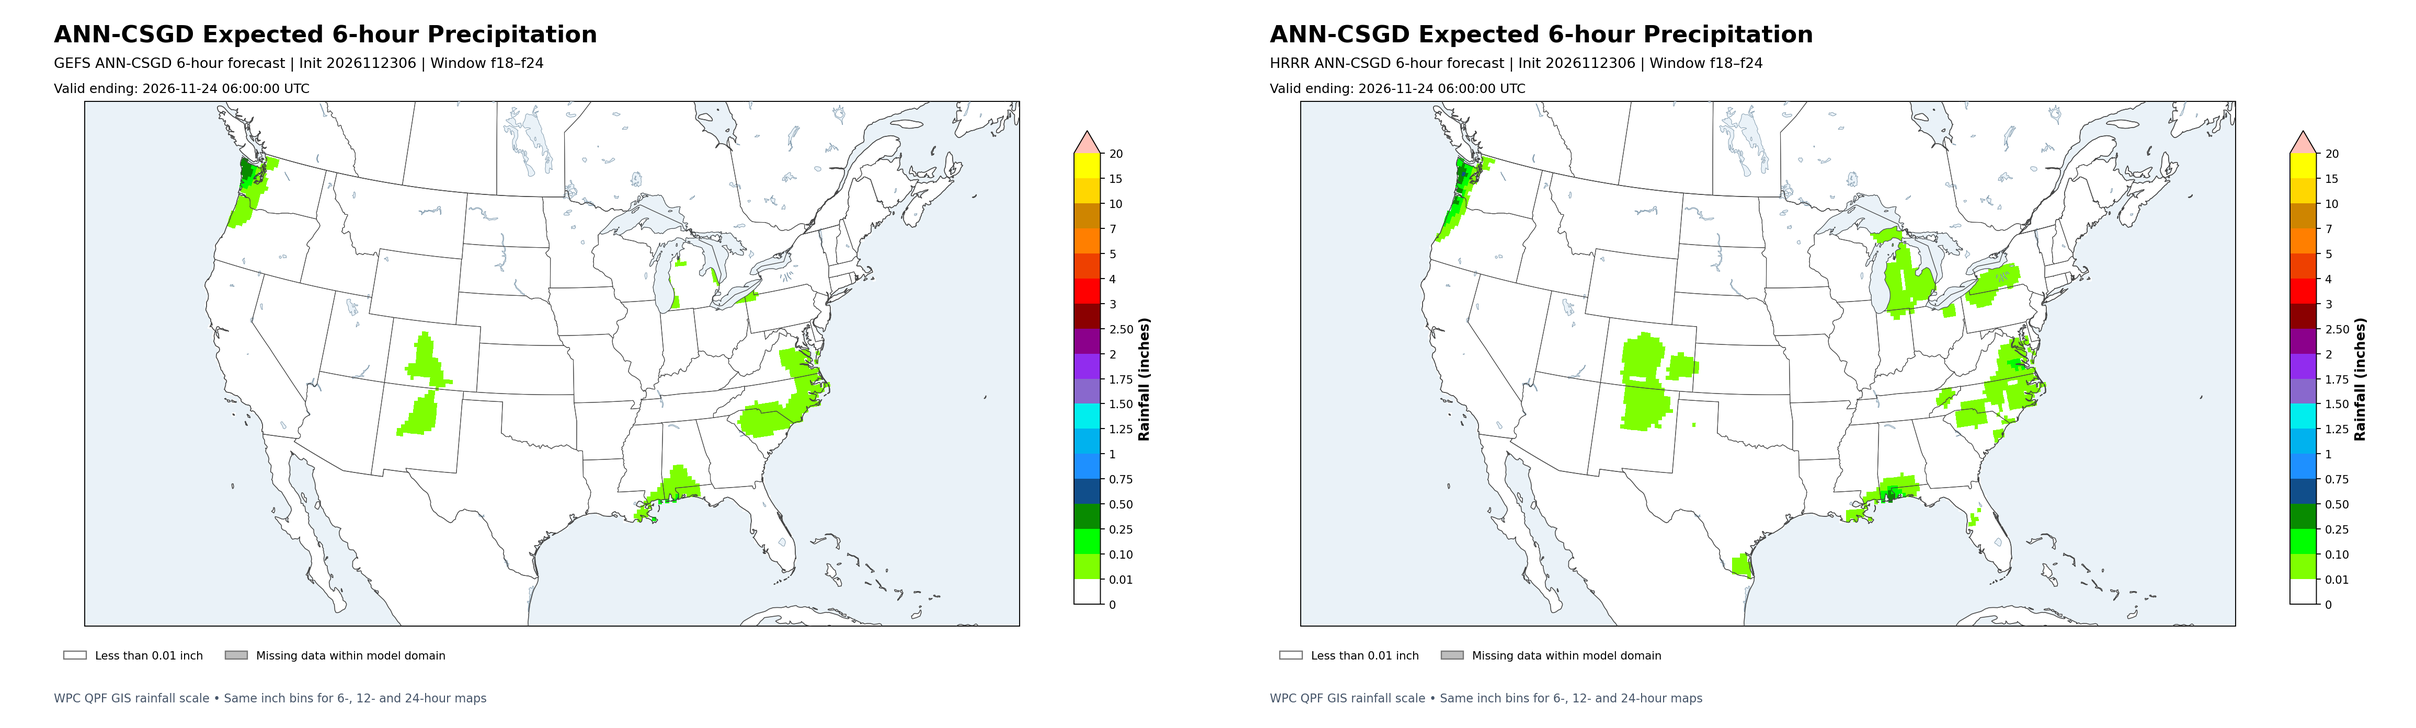 ANN-CSGD Expected 6-hour Precipitation
GEFS ANN-CSGD 6-hour forecast | Init 2026112306 | Window f18–f24
Valid ending: 2026-11-24 06:00:00 UTC
20
15
10
7
5
4
3
2.50
2
1.75
1.50
1.25
1
0.75
0.50
0.25
0.10
0.01
0
Rainfall (inches)
Less than 0.01 inch
Missing data within model domain
WPC QPF GIS rainfall scale • Same inch bins for 6-, 12- and 24-hour maps
ANN-CSGD Expected 6-hour Precipitation
HRRR ANN-CSGD 6-hour forecast | Init 2026112306 | Window f18–f24
Valid ending: 2026-11-24 06:00:00 UTC
20
15
10
7
5
4
3
2.50
2
1.75
1.50
1.25
1
0.75
0.50
0.25
0.10
0.01
0
Rainfall (inches)
Less than 0.01 inch
Missing data within model domain
WPC QPF GIS rainfall scale • Same inch bins for 6-, 12- and 24-hour maps